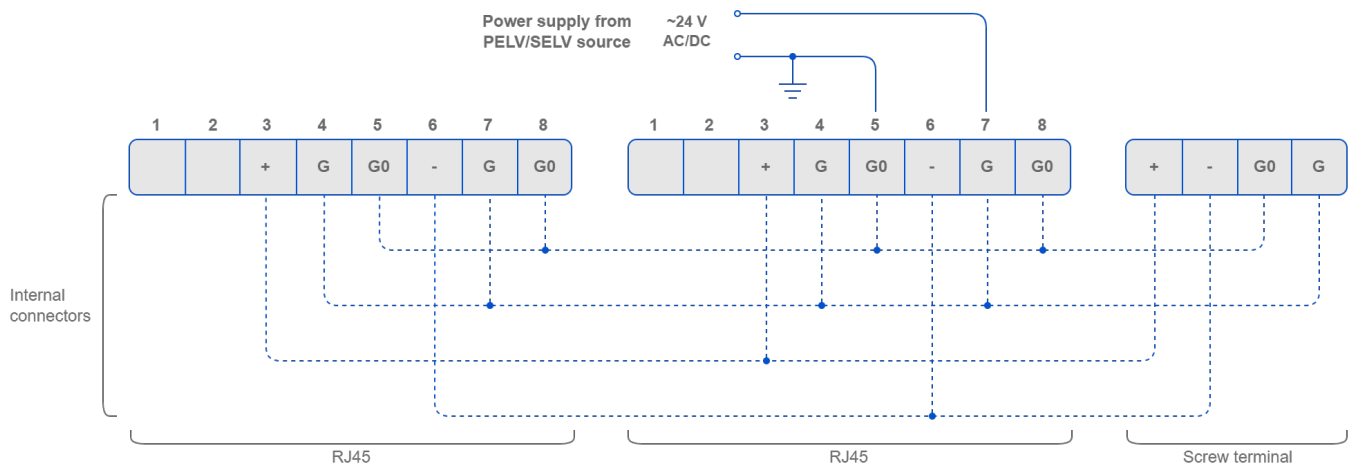 Power supply from ~24 V
PELV/SELV source AC/DC
1 2 3 4 5 6 7 8 1 2 3 4 5 6 7 8
+ G G0 - G G0 + G G0 - G G0 + - G0 G
Internal
connectors
RJ45 RJ45 Screw terminal